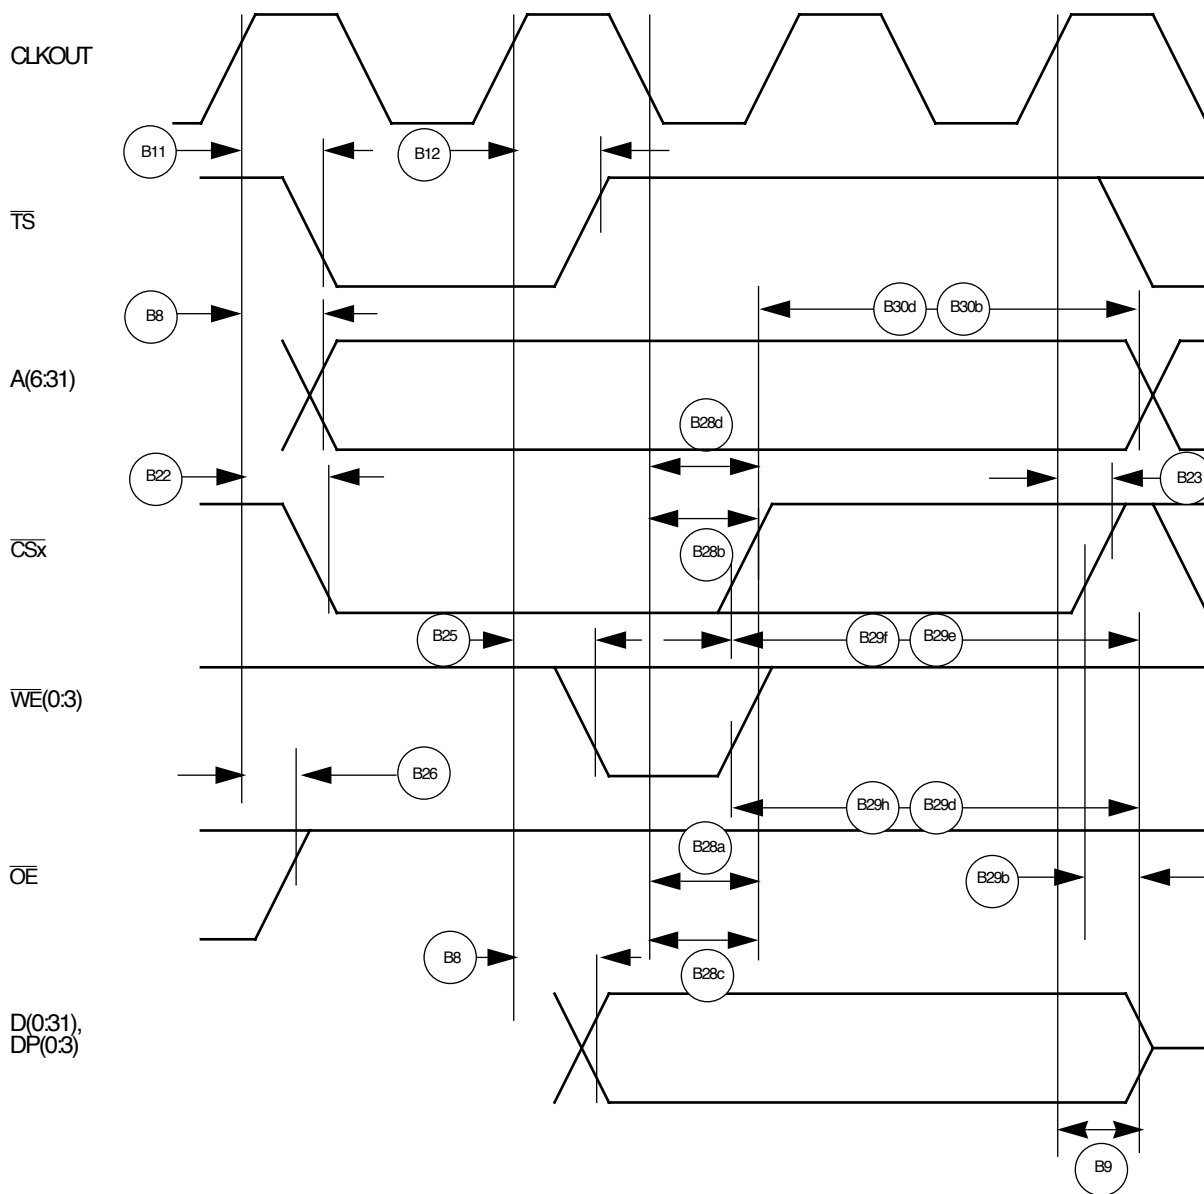 CLKOUT
B11
B12
TS
B8
B30d
B30b
A(6:31)
B28d
B22
B23
CSx
B28b
B25
B29f
B29e
WE(0:3)
B26
B29h
B29d
B28a
OE
B29b
B8
B28c
D(0:31),
DP(0:3)
B9